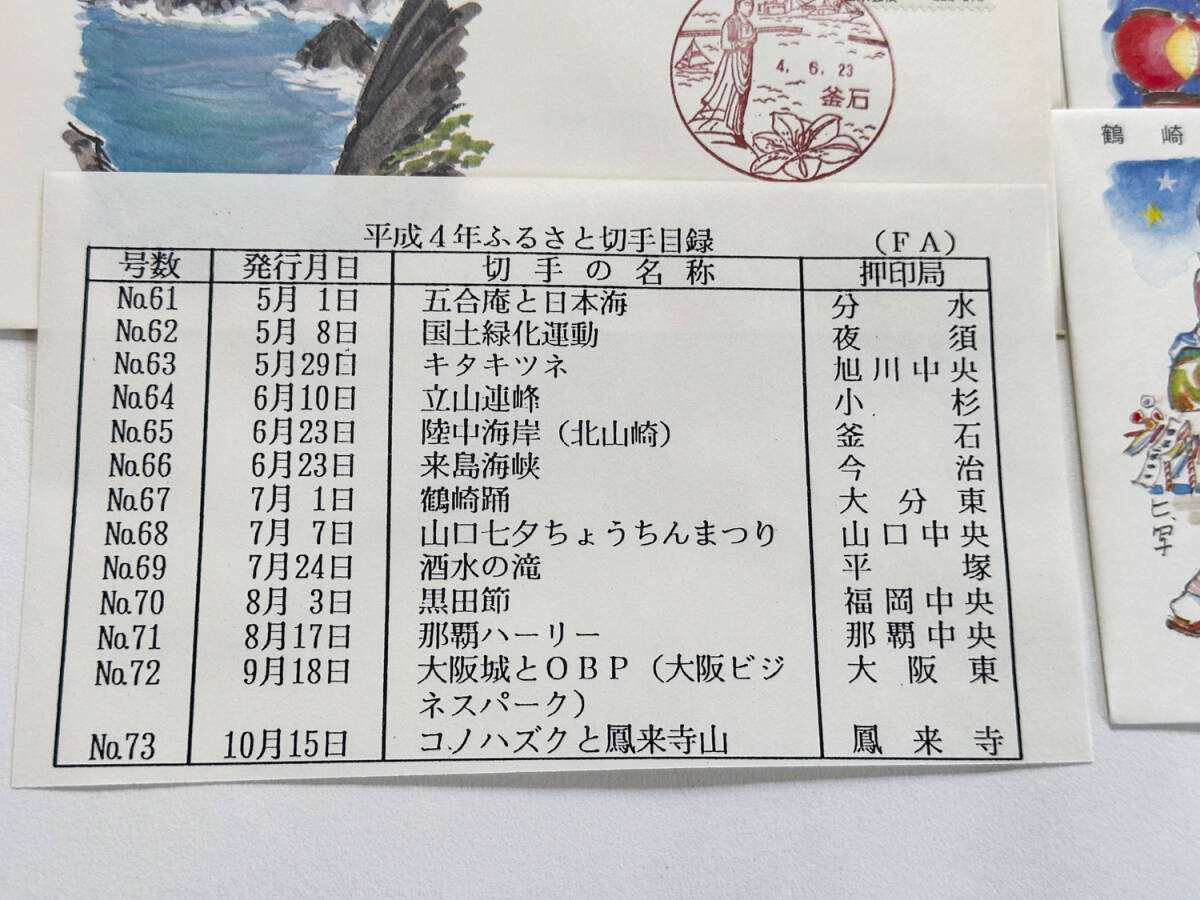 4. 6. 23
釜石
鶴 崎
ヒ、写
平成4年ふるさと切手目録 (FA)
号数 発行月日 切手の名称 押印局
No.61 5月 1日 五合庵と日本海 分水
No.62 5月 8日 国土緑化運動 夜須
No.63 5月29日 キタキツネ 旭川中央
No.64 6月10日 立山連峰 小杉
No.65 6月23日 陸中海岸(北山崎) 釜石
No.66 6月23日 来島海峡 今治
No.67 7月 1日 鶴崎踊 大分東
No.68 7月 7日 山口七夕ちょうちんまつり 山口中央
No.69 7月24日 酒水の滝 平塚
No.70 8月 3日 黒田節 福岡中央
No.71 8月17日 那覇ハーリー 那覇中央
No.72 9月18日 大阪城とOBP(大阪ビジ 大阪東
ネスパーク)
No.73 10月15日 コノハズクと鳳来寺山 鳳来寺